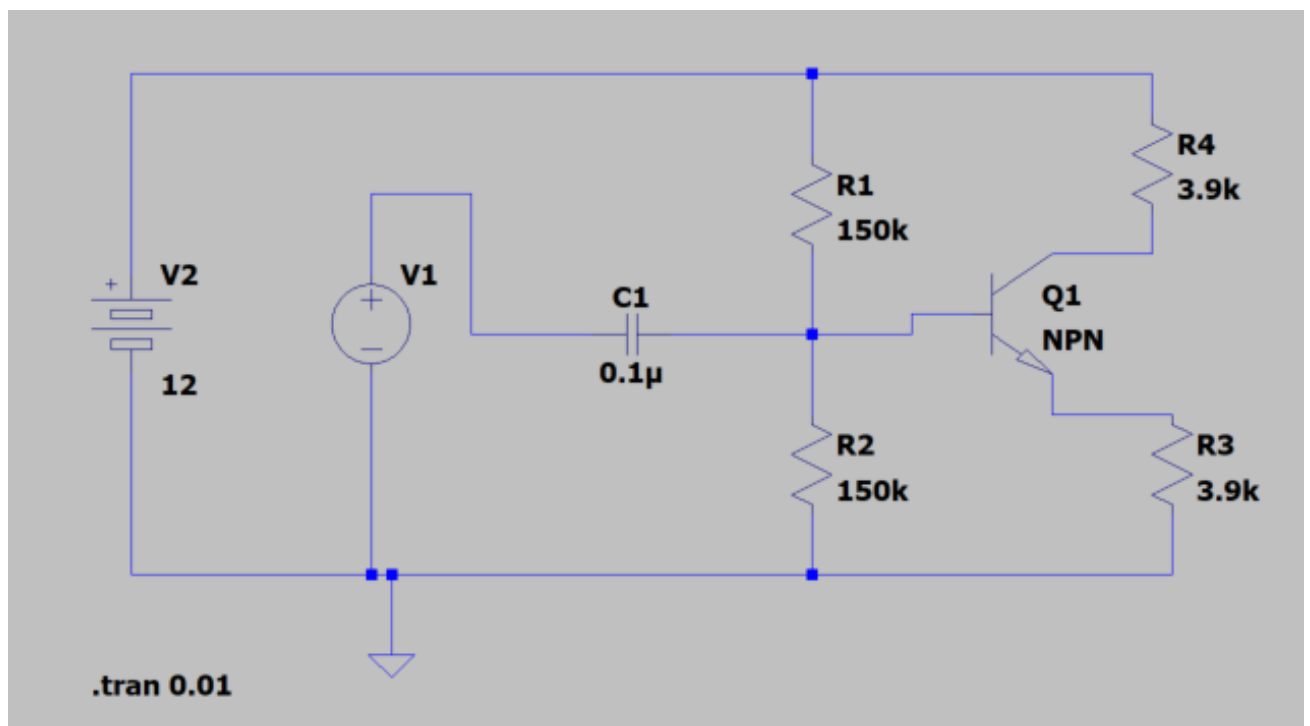 R4
3.9k
R1
150k
V2
V1
C1
0.1µ
12
Q1
NPN
R2
150k
R3
3.9k
.tran 0.01